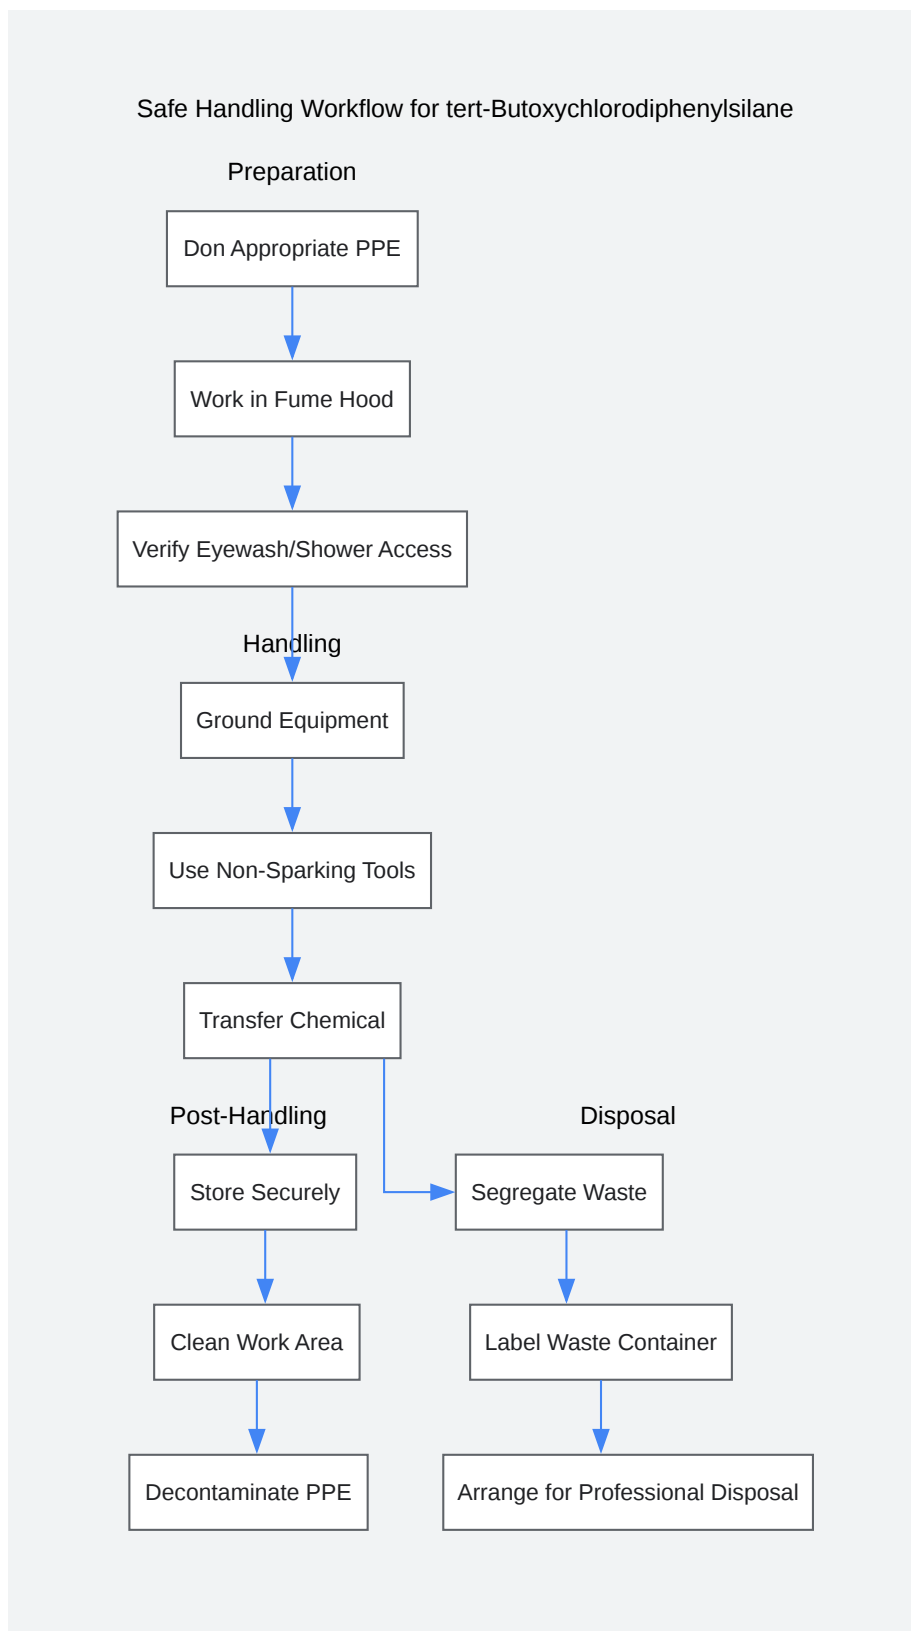 Safe Handling Workflow for tert-Butoxychlorodiphenylsilane
Preparation
Don Appropriate PPE
Work in Fume Hood
Verify Eyewash/Shower Access
Handling
Ground Equipment
Use Non-Sparking Tools
Transfer Chemical
Post-Handling
Store Securely
Clean Work Area
Decontaminate PPE
Disposal
Segregate Waste
Label Waste Container
Arrange for Professional Disposal